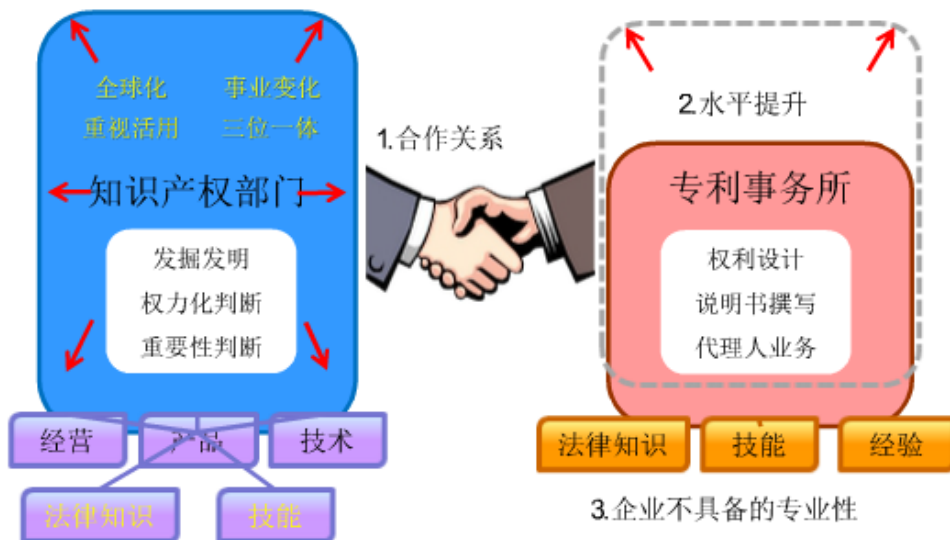 全球化 事业变化
重视活用 三位一体
知识产权部门
发掘发明
权力化判断
重要性判断
经营
产品
技术
法律知识
技能
1.合作关系
2.水平提升
专利事务所
权利设计
说明书撰写
代理人业务
法律知识
技能
经验
3.企业不具备的专业性